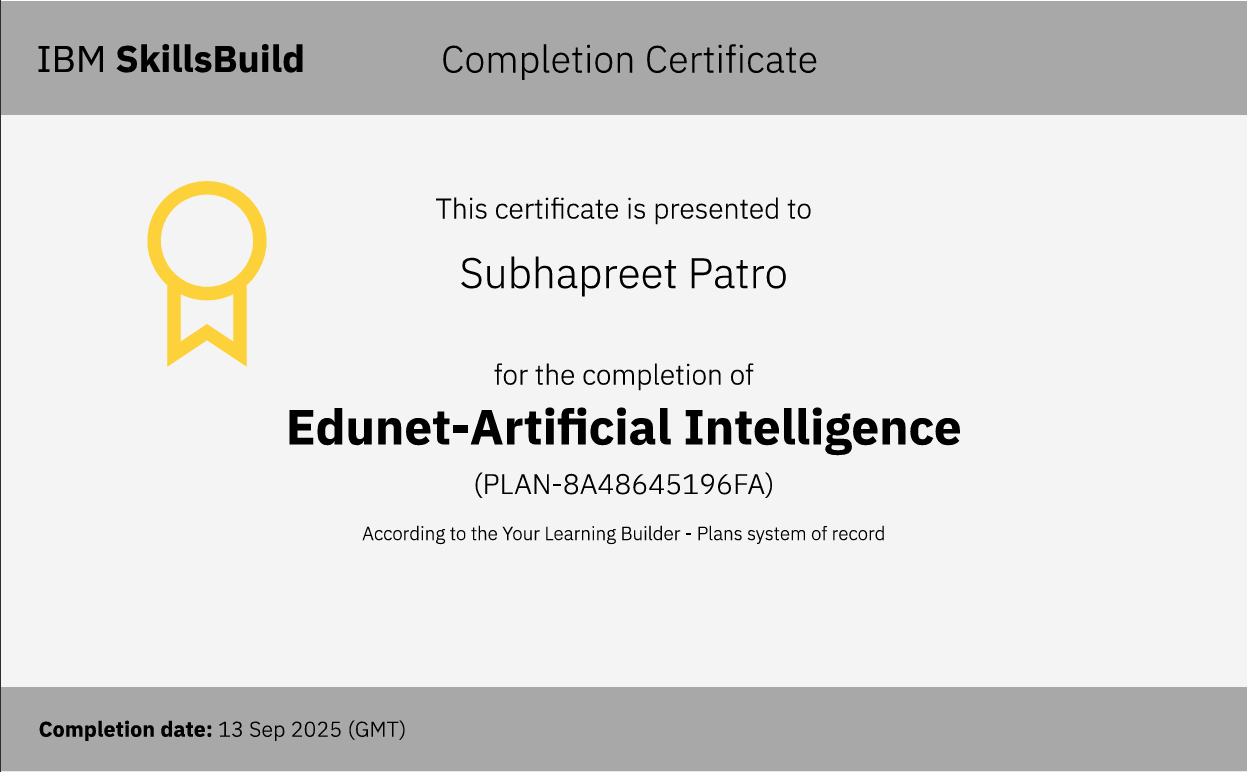 IBM SkillsBuild
Completion Certificate
This certificate is presented to
Subhapreet Patro
for the completion of
Edunet-Artificial Intelligence
(PLAN-8A48645196FA)
According to the Your Learning Builder - Plans system of record
Completion date: 13 Sep 2025 (GMT)